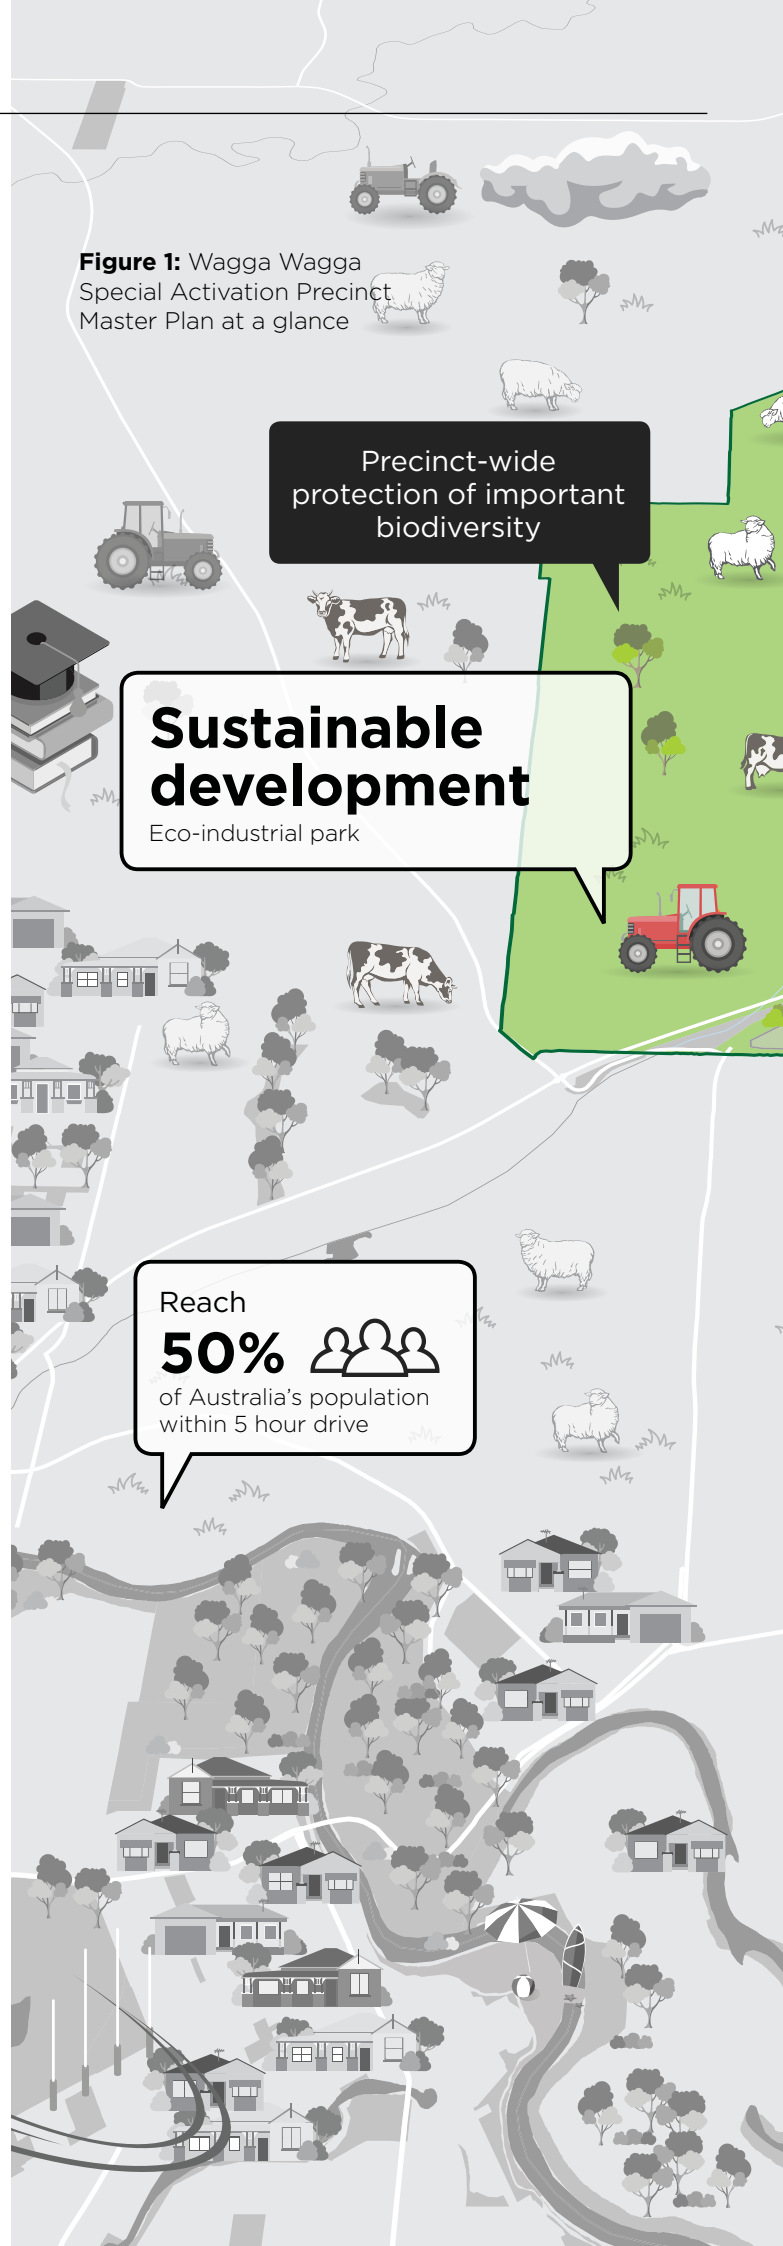 Figure 1: Wagga Wagga
Special Activation Precinct
Master Plan at a glance
Precinct-wide
protection of important
biodiversity
Sustainable
development
Eco-industrial park
Reach
50%
of Australia’s population
within 5 hour drive